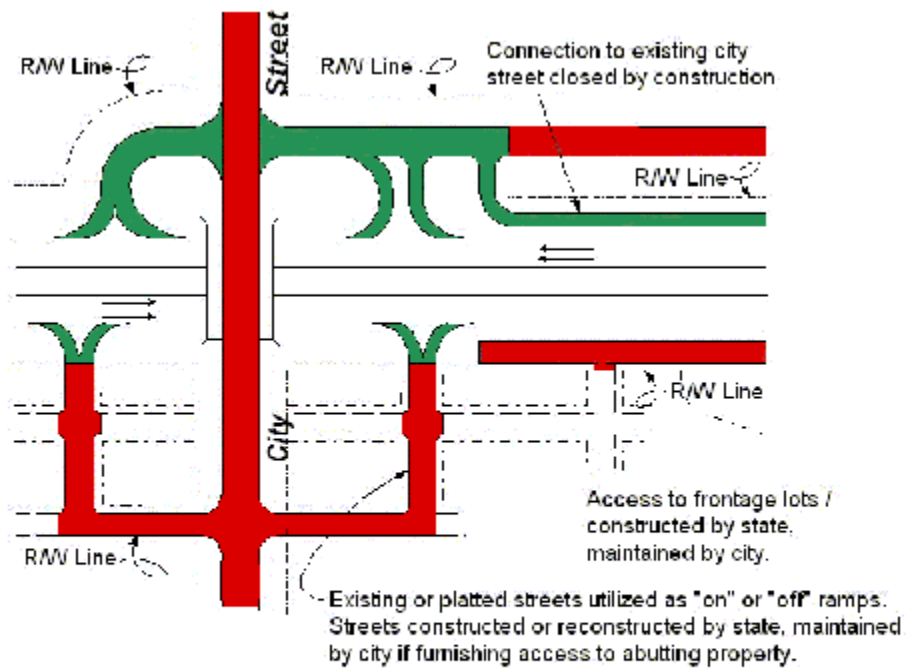 R/W Line
Street
R/W Line
Connection to existing city
street closed by construction
R/W Line
R/W Line
City
Access to frontage lots /
constructed by state,
maintained by city.
R/W Line
Existing or platted streets utilized as "on" or "off" ramps.
Streets constructed or reconstructed by state, maintained
by city if furnishing access to abutting property.